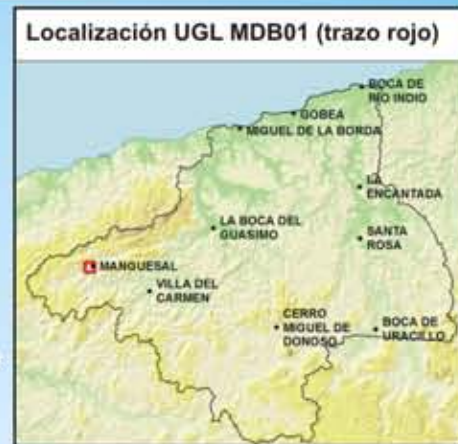 Localización UGL MDB01 (trazo rojo)
BOCA DE
RÍO INDIO
GOBEA
MIGUEL DE LA BORDA
LA
ENCANTADA
LA BOCA DEL
GUASIMO
SANTA
ROSA
MANGUESAL
VILLA DEL
CARMEN
CERRO
MIGUEL DE
DONOSO
BOCA DE
URACILLO